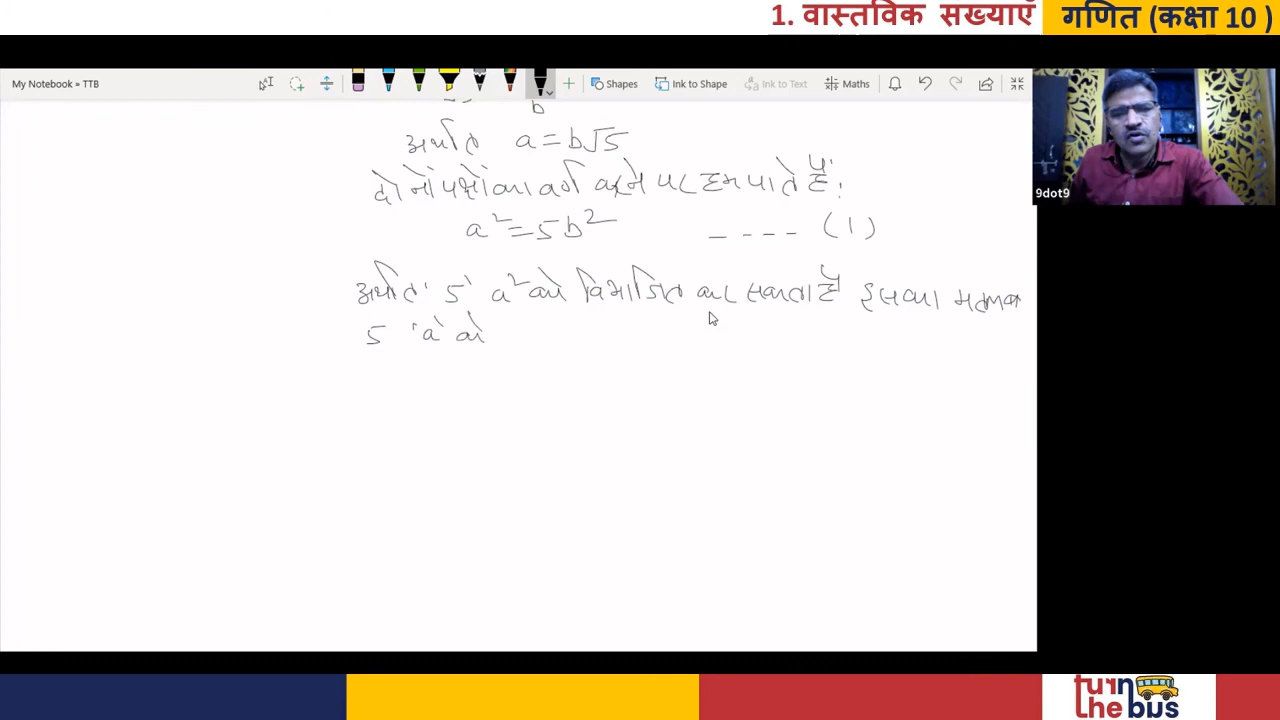 1. वास्तविक सख्याएँ
गणित (कक्षा 10 )
My Notebook » TTB
Shapes
Ink to Shape
Ink to Text
Maths
b
अर्थात a = b√5
दोनों पक्षों का वर्ग करने पर हम पाते हैं:
a² = 5b² _ _ _ _ (1)
अर्थात '5' a² को विभाजित कर सकता है इसका मतलब
5 'a' को
9dot9
turn
the bus